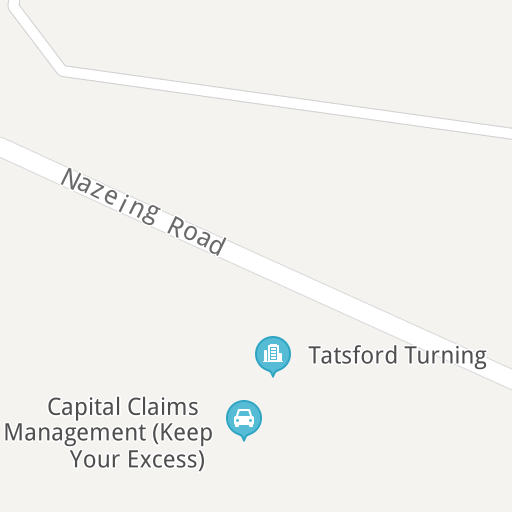 Nazeing Road
Tatsford Turning
Capital Claims
Management (Keep
Your Excess)